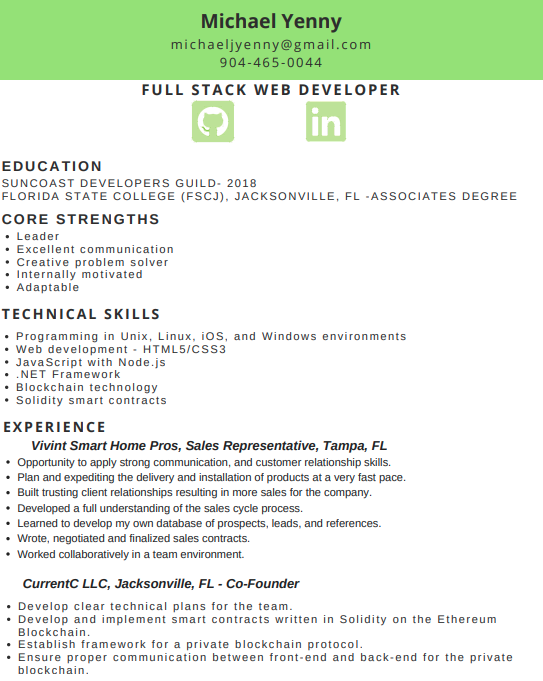 Michael Yenny
michaeljyenny@gmail.com
904-465-0044
FULL STACK WEB DEVELOPER
in
EDUCATION
SUNCOAST DEVELOPERS GUILD- 2018
FLORIDA STATE COLLEGE (FSCJ), JACKSONVILLE, FL -ASSOCIATES DEGREE
CORE STRENGTHS
• Leader
• Excellent communication
• Creative problem solver
• Internally motivated
• Adaptable
TECHNICAL SKILLS
• Programming in Unix, Linux, iOS, and Windows environments
• Web development - HTML5/CSS3
• JavaScript with Node.js
• .NET Framework
• Blockchain technology
• Solidity smart contracts
EXPERIENCE
Vivint Smart Home Pros, Sales Representative, Tampa, FL
• Opportunity to apply strong communication, and customer relationship skills.
• Plan and expediting the delivery and installation of products at a very fast pace.
• Built trusting client relationships resulting in more sales for the company.
• Developed a full understanding of the sales cycle process.
• Learned to develop my own database of prospects, leads, and references.
• Wrote, negotiated and finalized sales contracts.
• Worked collaboratively in a team environment.
CurrentC LLC, Jacksonville, FL - Co-Founder
• Develop clear technical plans for the team.
• Develop and implement smart contracts written in Solidity on the Ethereum
Blockchain.
• Establish framework for a private blockchain protocol.
• Ensure proper communication between front-end and back-end for the private
blockchain.